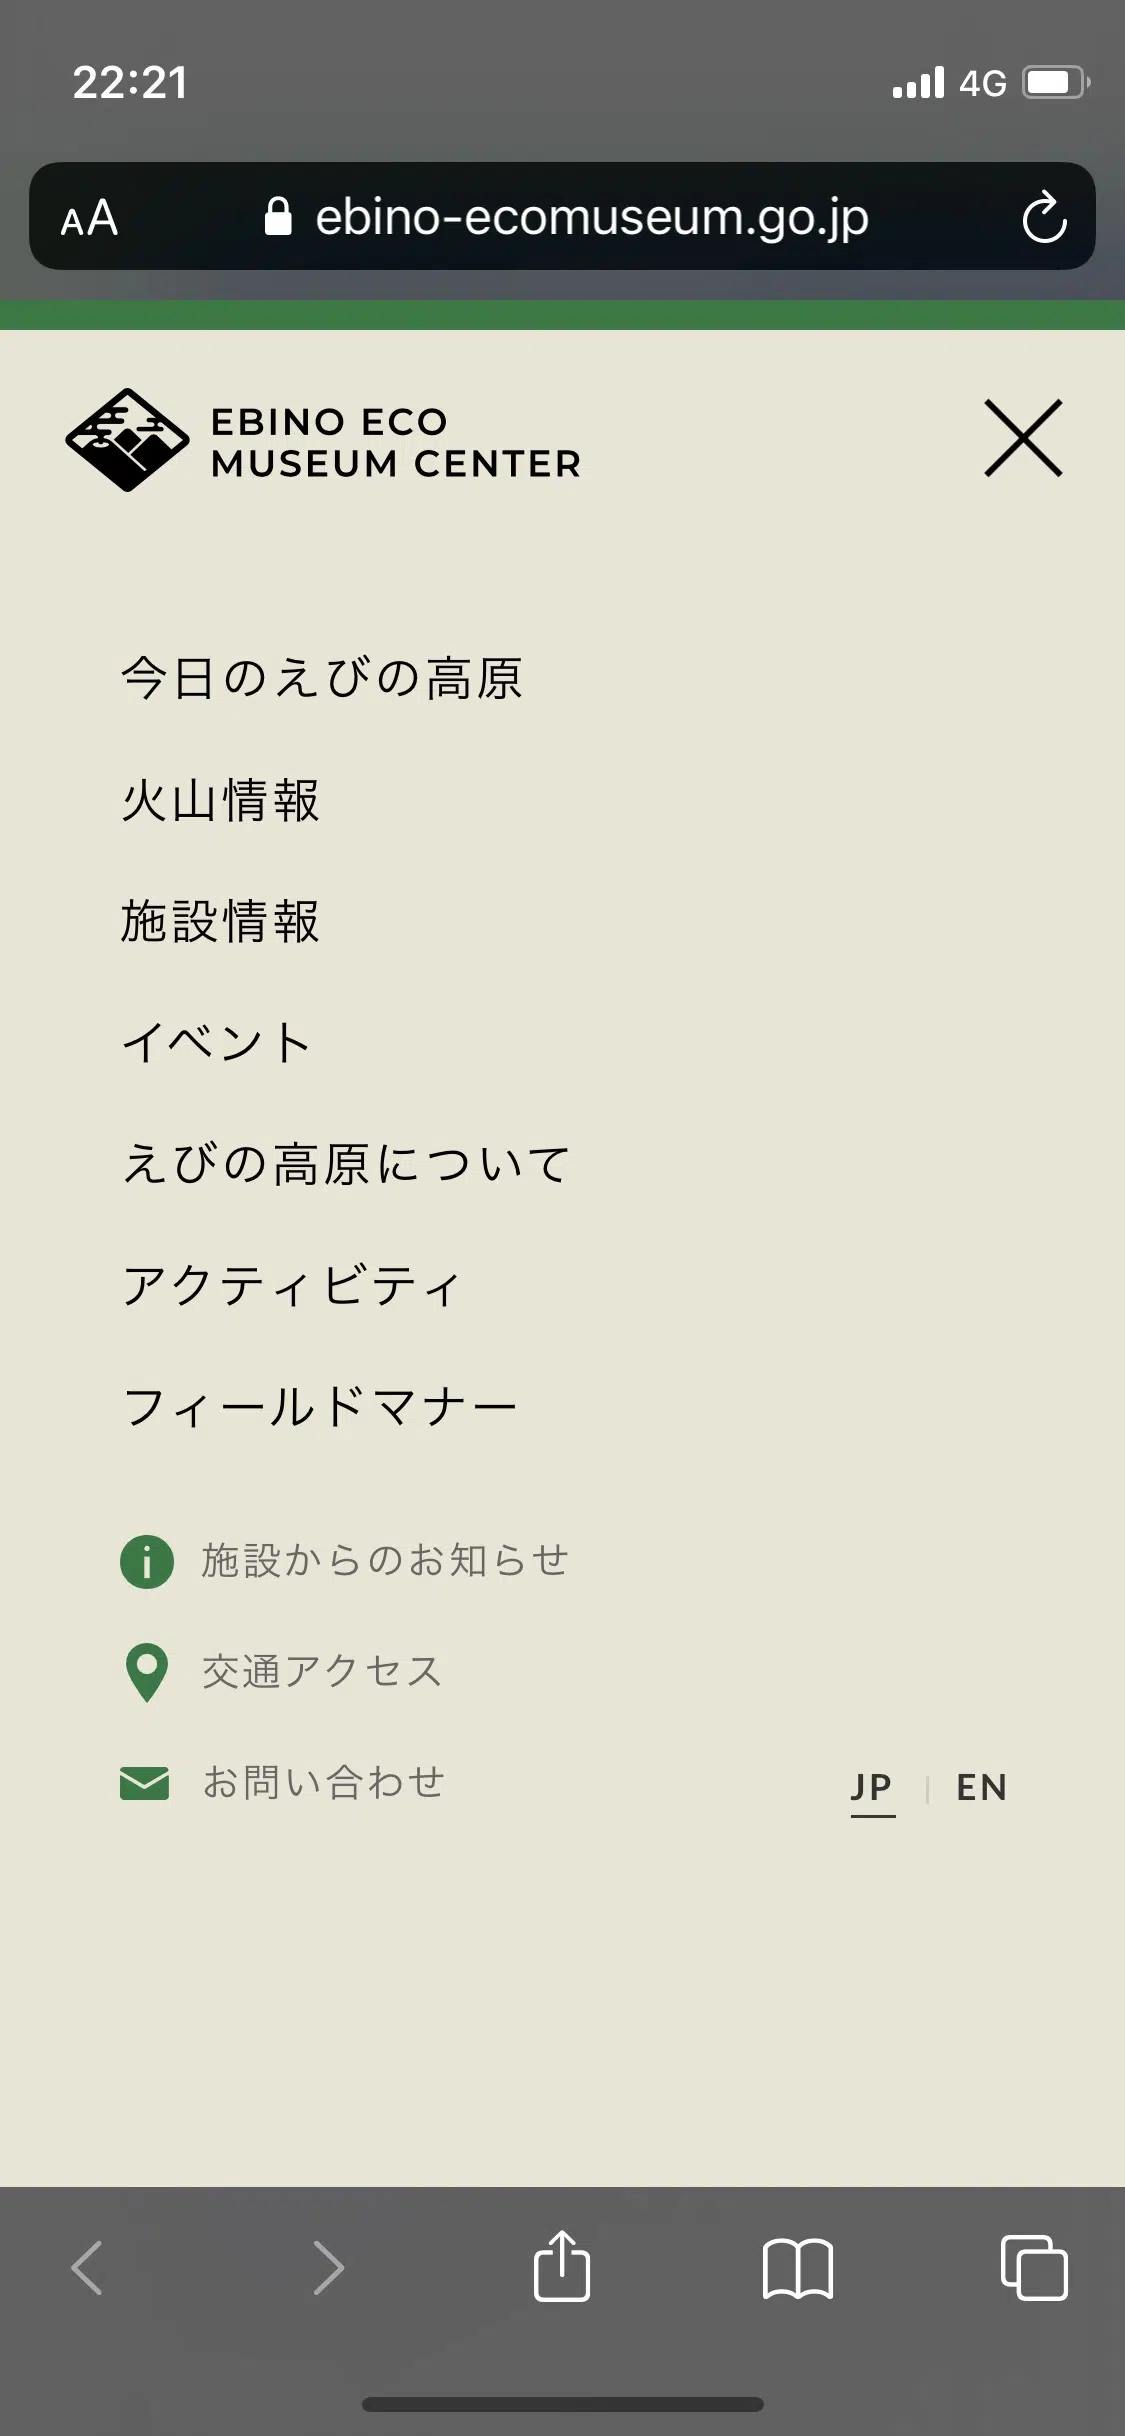 22:21
4G
AA
ebino-ecomuseum.go.jp
EBINO ECO
MUSEUM CENTER
今日のえびの高原
火山情報
施設情報
イベント
えびの高原について
アクティビティ
フィールドマナー
施設からのお知らせ
交通アクセス
お問い合わせ
JP | EN